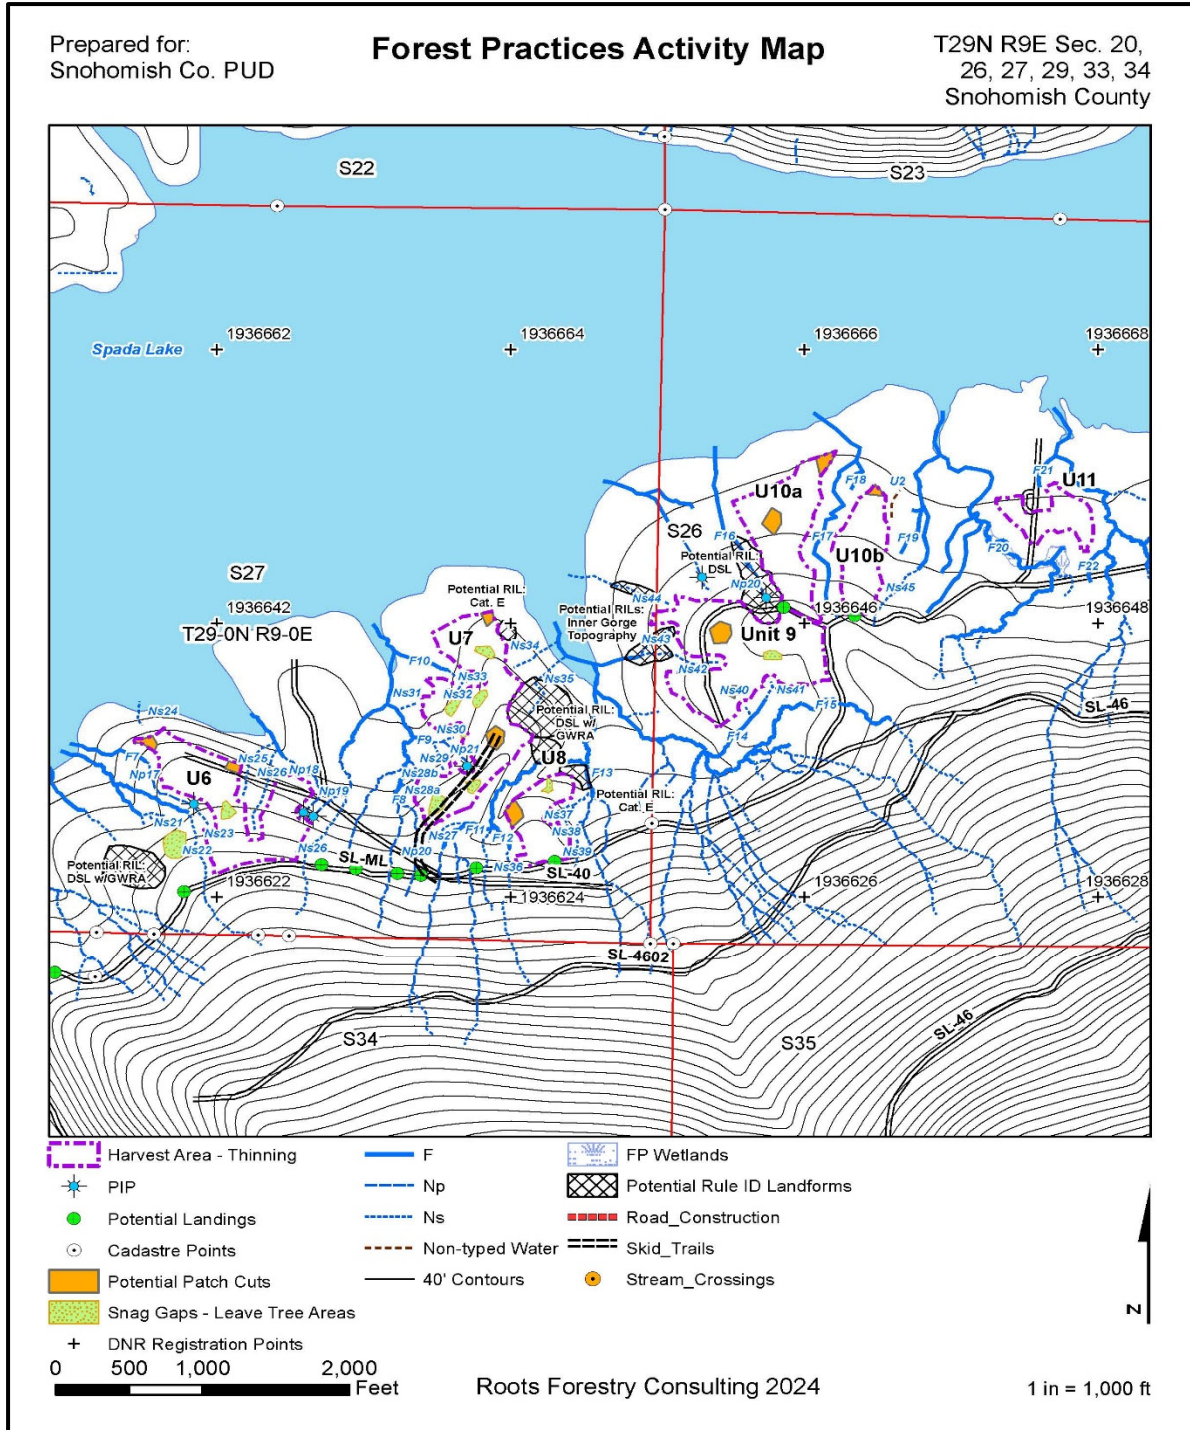 Prepared for:
Snohomish Co. PUD
Forest Practices Activity Map
T29N R9E Sec. 20,
26, 27, 29, 33, 34
Snohomish County
S22
S23
1936662
1936664
1936666
1936668
Spada Lake
F21
U11
U10a
F18
U2
S26
F16
F17
F19
F20
Potential RIL:
DSL
U10b
F22
S27
Potential RIL:
Cat. E
Np20
Ns45
Ns44
1936642
1936646
1936648
T29-0N R9-0E
Potential RILs:
Inner Gorge
Topography
U7
Unit 9
Ns34
Ns43
F10
Ns42
Ns33
Ns35
Ns31
Ns32
Ns40
Ns41
Ns24
Potential RIL:
DSL w/
GWRA
F15
SL-46
Ns30
F9
Np21
F14
F7
Ns25
Ns29
U8
Np17
Ns26
Np18
Ns28b
F13
U6
Np19
Ns28a
Potential RIL:
Cat. E
F8
Ns37
Ns21
Ns23
F11
Ns38
Ns22
Ns26
Ns27
F12
Ns39
Potential RIL:
DSL w/GWRA
SL-ML
Np20
Ns36
SL-40
1936622
1936624
1936626
1936628
SL-4602
SL-46
S34
S35
Harvest Area - Thinning
F
FP Wetlands
PIP
Np
Potential Rule ID Landforms
Potential Landings
Ns
Road_Construction
Cadastre Points
Non-typed Water
Skid_Trails
Potential Patch Cuts
40' Contours
Stream_Crossings
Snag Gaps - Leave Tree Areas
DNR Registration Points
Z
0 500 1,000 2,000
Feet
Roots Forestry Consulting 2024
1 in = 1,000 ft